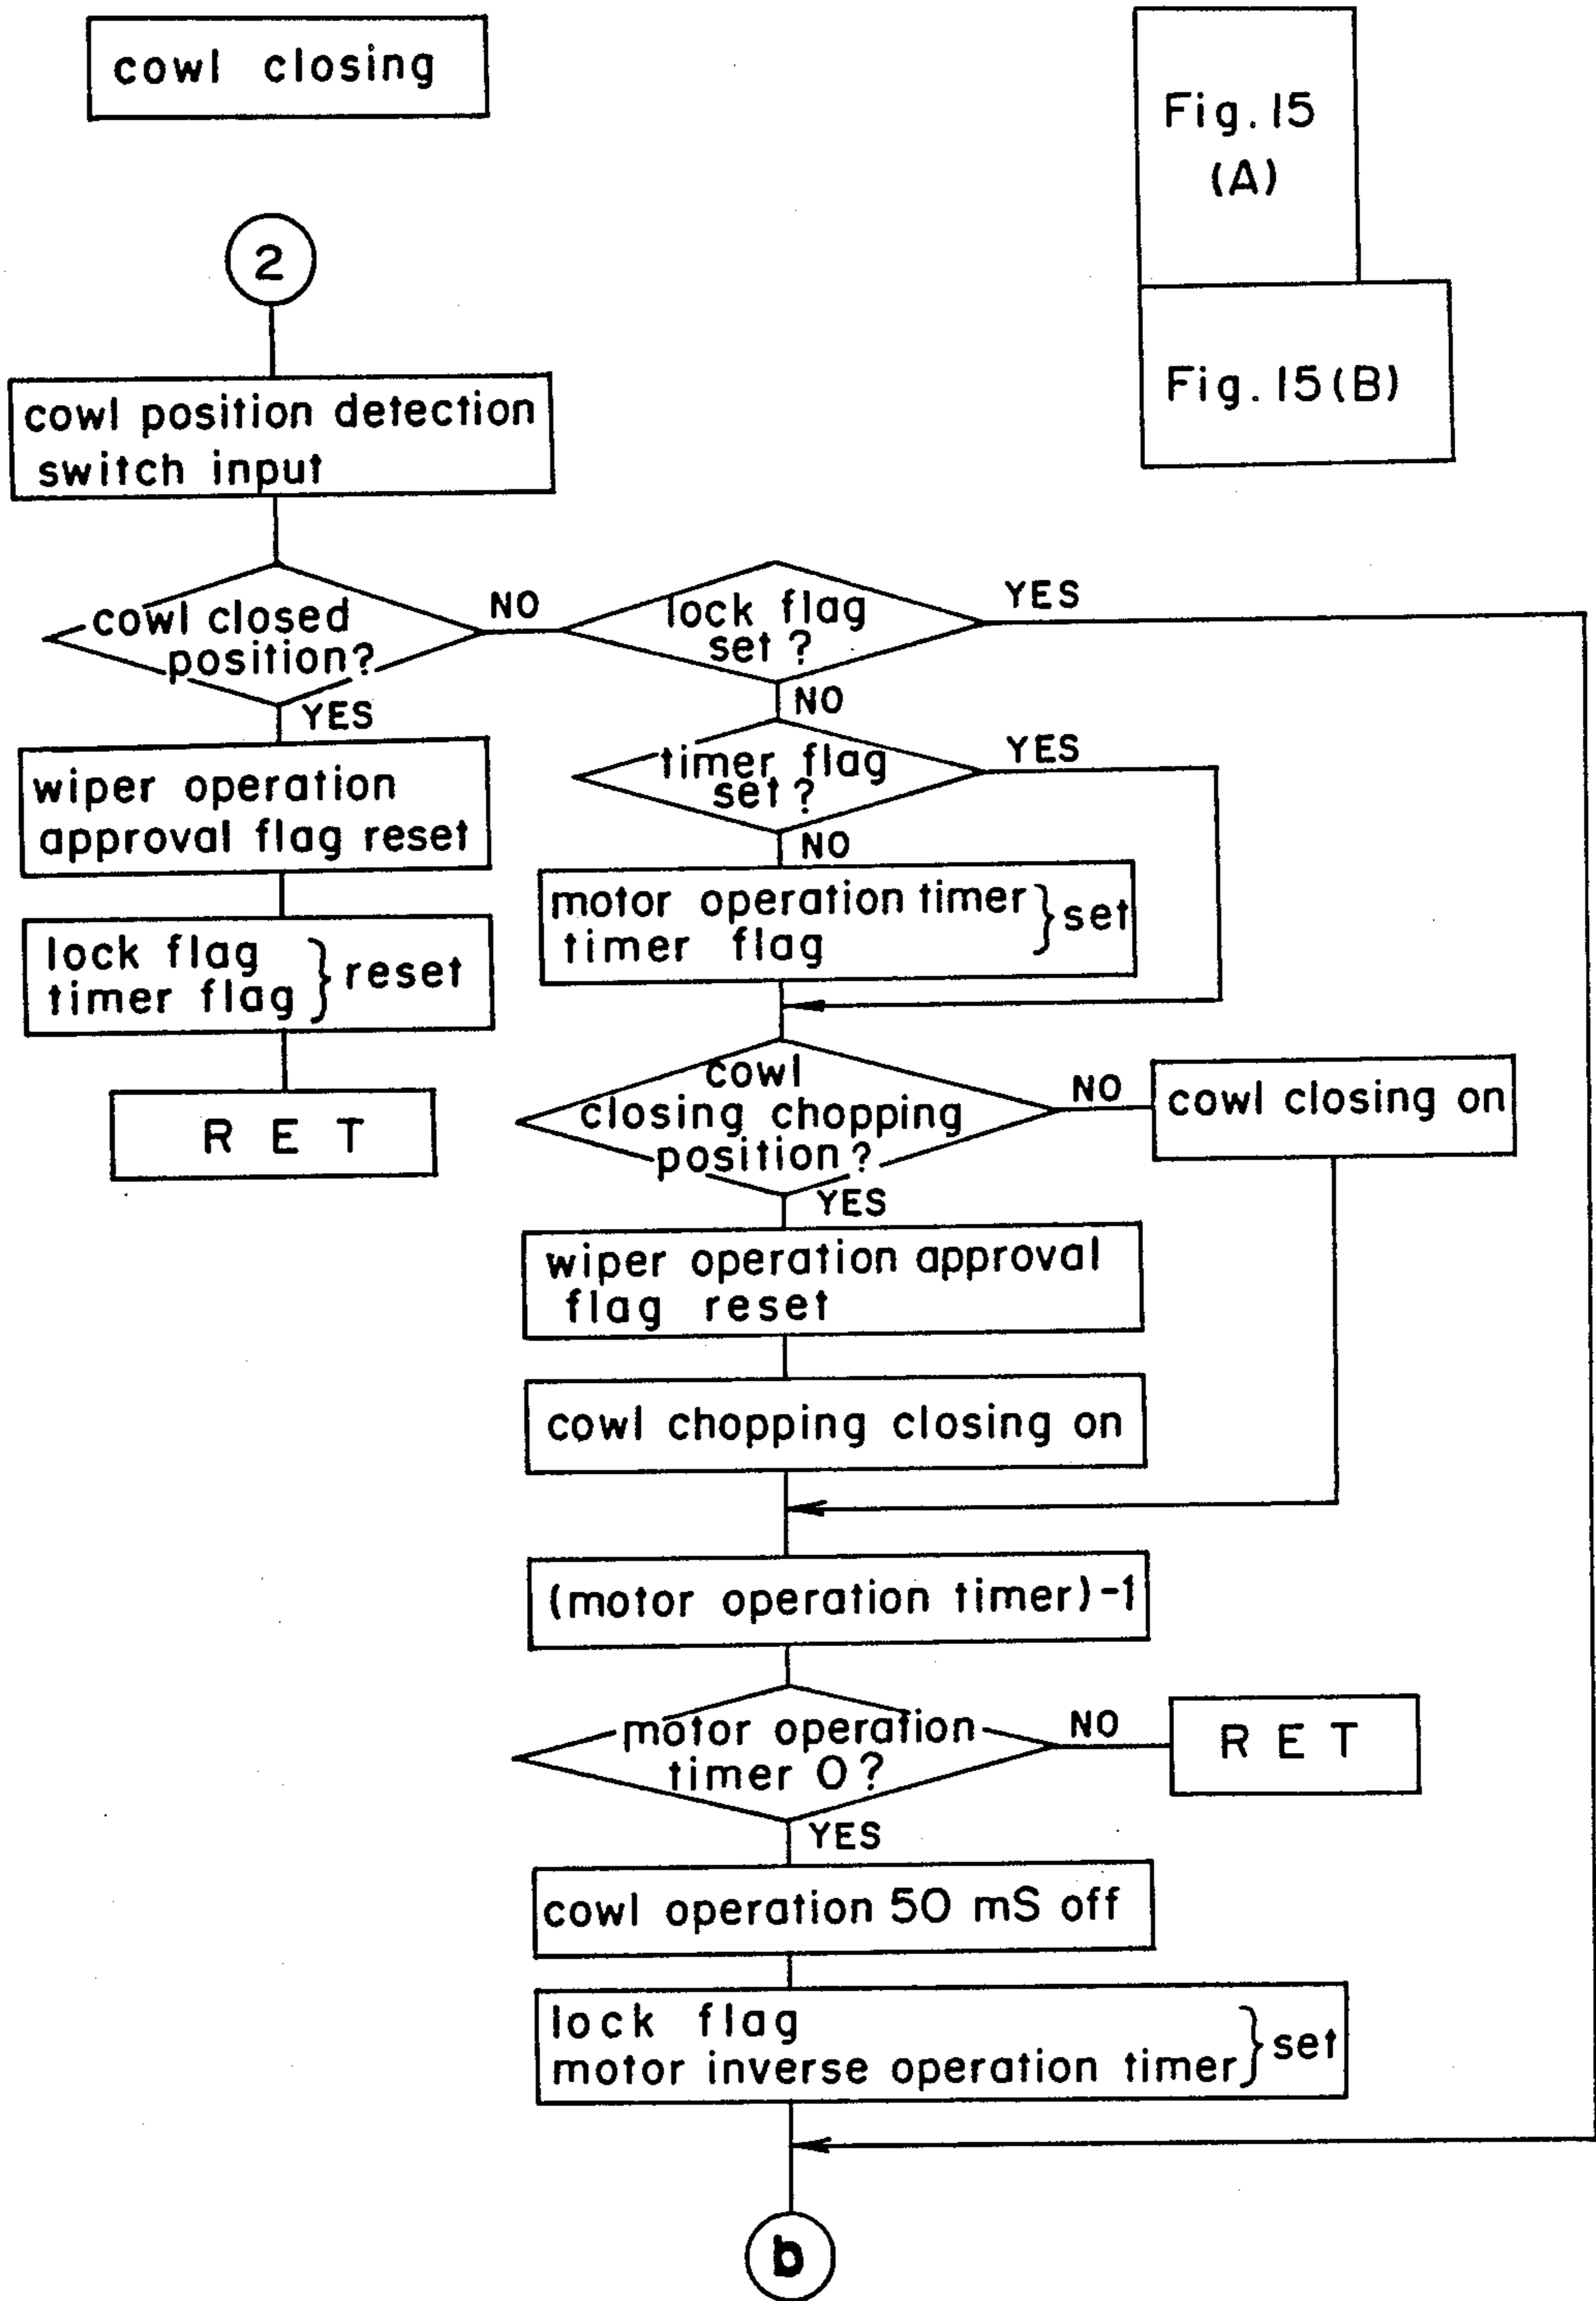 cowl closing
Fig. 15
(A)
Fig. 15(B)
2
cowl position detection
switch input
cowl closed
position?
NO
YES
lock flag
set?
YES
NO
wiper operation
approval flag reset
timer flag
set?
YES
NO
lock flag
timer flag } reset
motor operation timer
timer flag } set
R E T
cowl
closing chopping
position?
NO
YES
cowl closing on
wiper operation approval
flag reset
cowl chopping closing on
(motor operation timer)-1
motor operation
timer 0?
NO
R E T
YES
cowl operation 50 mS off
lock flag
motor inverse operation timer } set
b